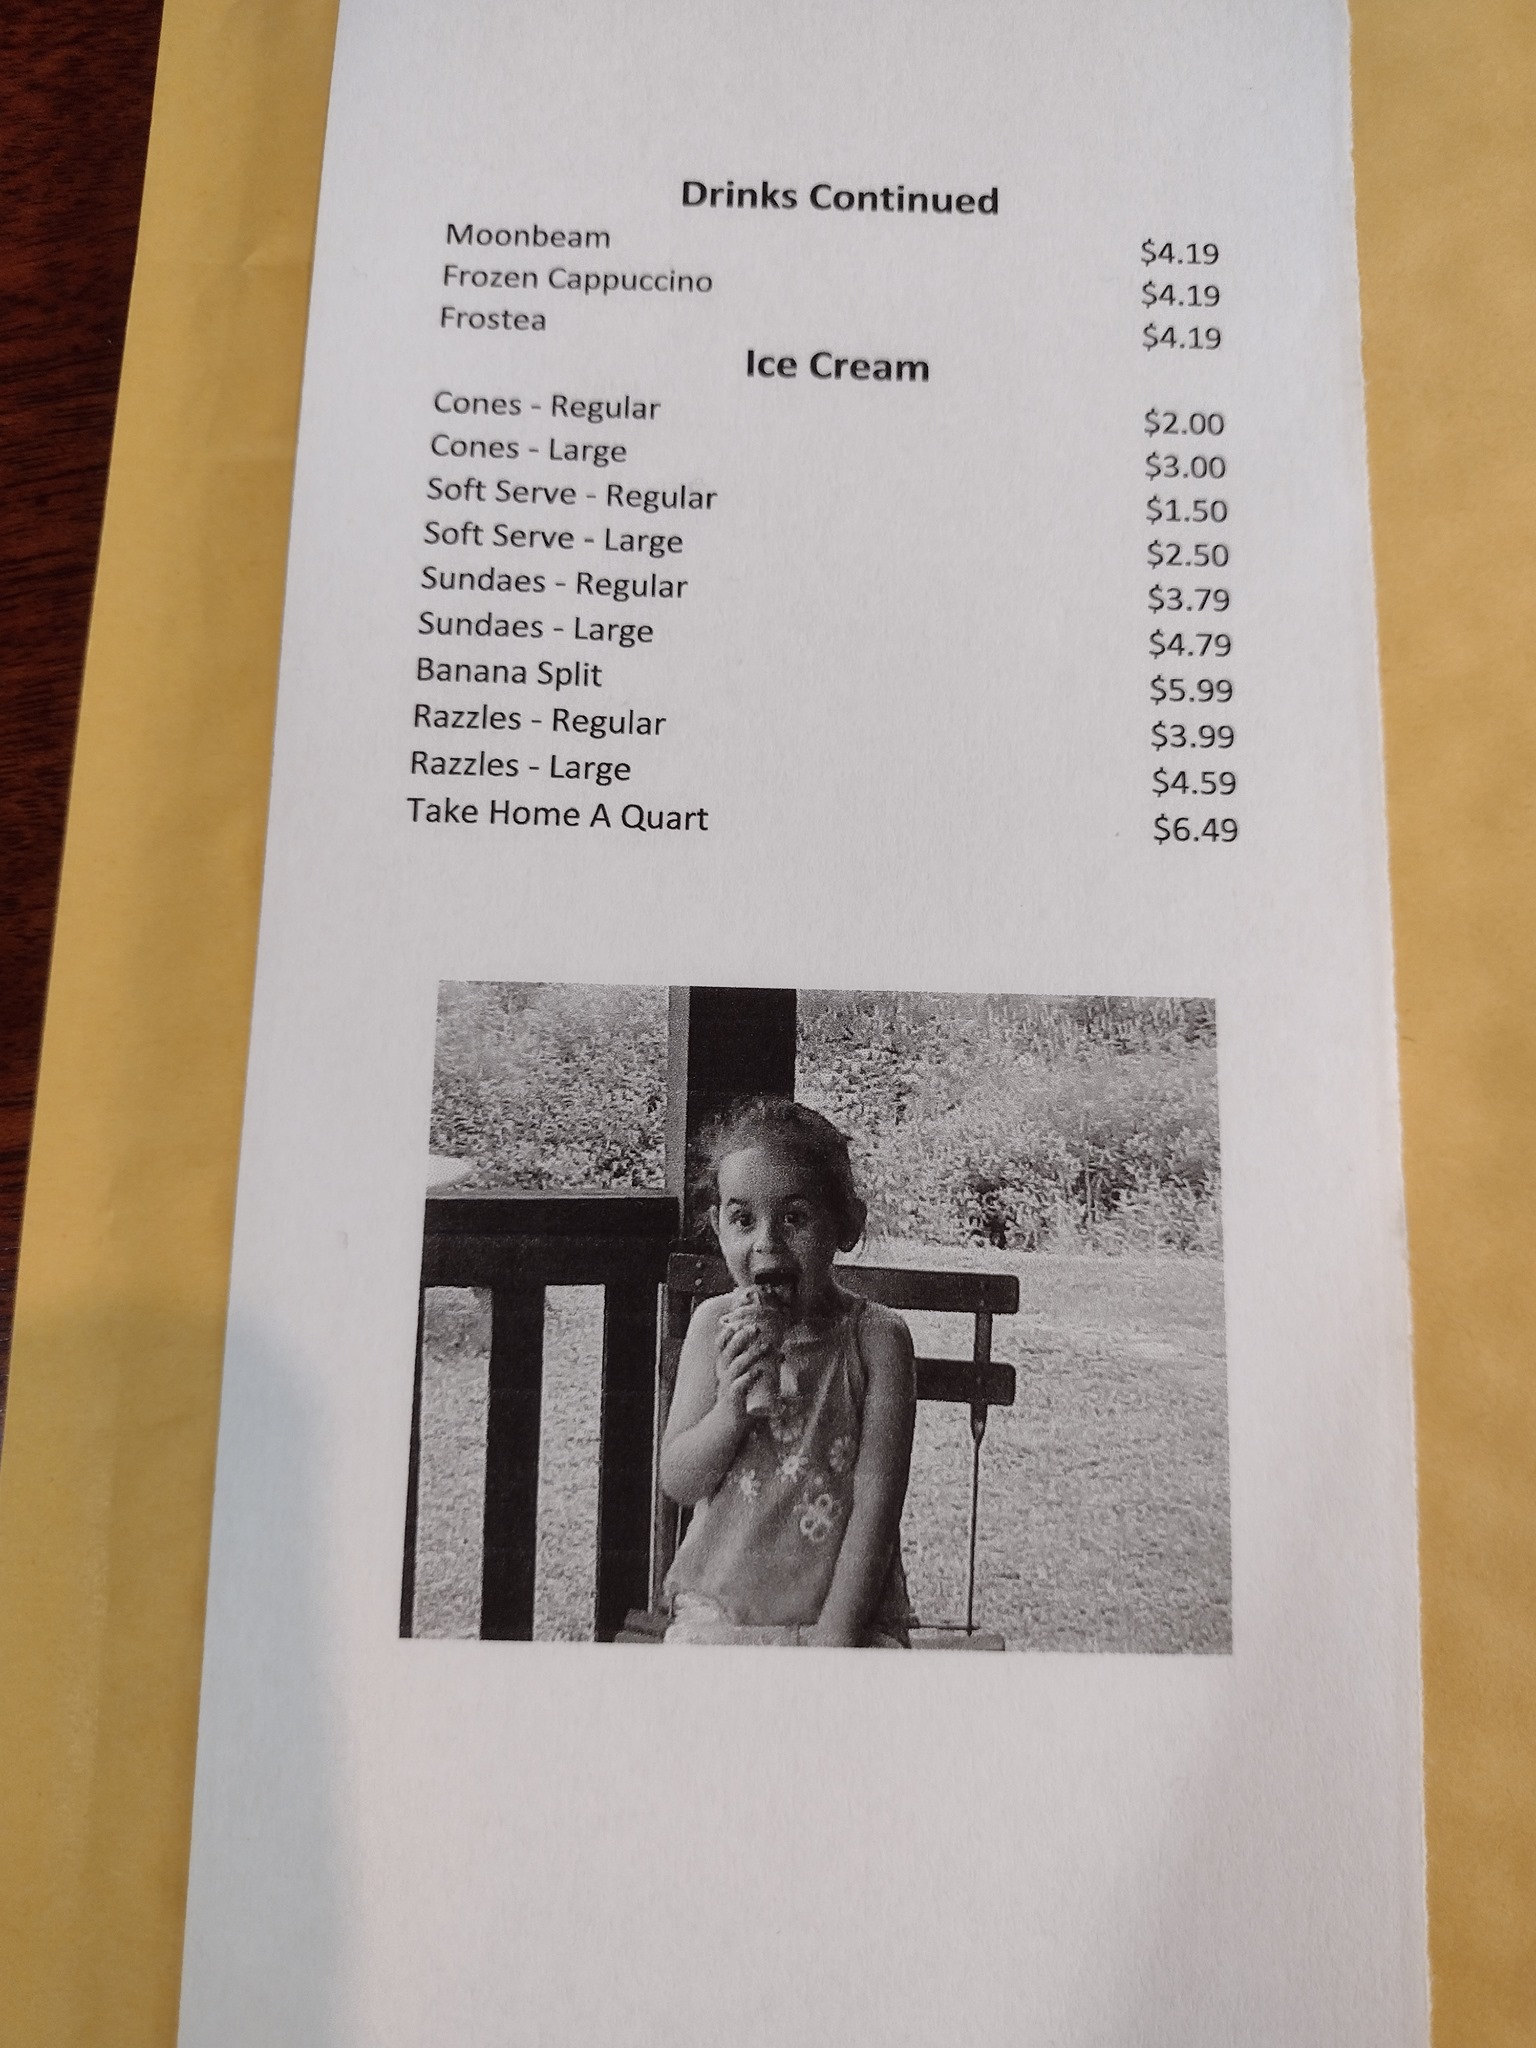 Drinks Continued
Moonbeam $4.19
Frozen Cappuccino $4.19
Frostea $4.19
Ice Cream
Cones - Regular $2.00
Cones - Large $3.00
Soft Serve - Regular $1.50
Soft Serve - Large $2.50
Sundaes - Regular $3.79
Sundaes - Large $4.79
Banana Split $5.99
Razzles - Regular $3.99
Razzles - Large $4.59
Take Home A Quart $6.49